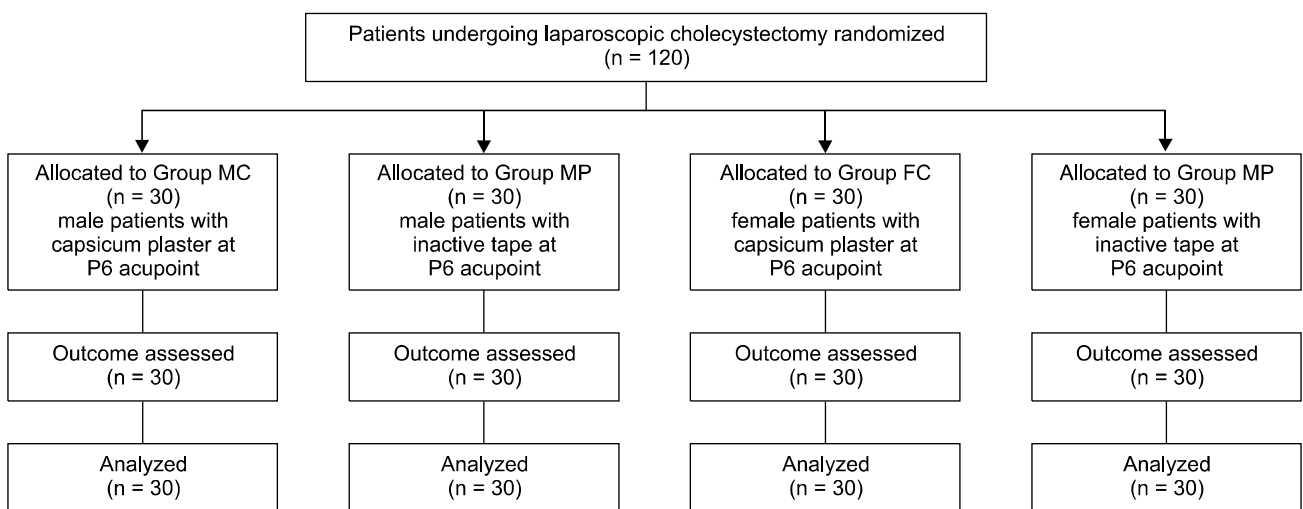 Patients undergoing laparoscopic cholecystectomy randomized
(n = 120)
Allocated to Group MC
(n = 30)
male patients with
capsicum plaster at
P6 acupoint
Allocated to Group MP
(n = 30)
male patients with
inactive tape at
P6 acupoint
Allocated to Group FC
(n = 30)
female patients with
capsicum plaster at
P6 acupoint
Allocated to Group MP
(n = 30)
female patients with
inactive tape at
P6 acupoint
Outcome assessed
(n = 30)
Outcome assessed
(n = 30)
Outcome assessed
(n = 30)
Outcome assessed
(n = 30)
Analyzed
(n = 30)
Analyzed
(n = 30)
Analyzed
(n = 30)
Analyzed
(n = 30)